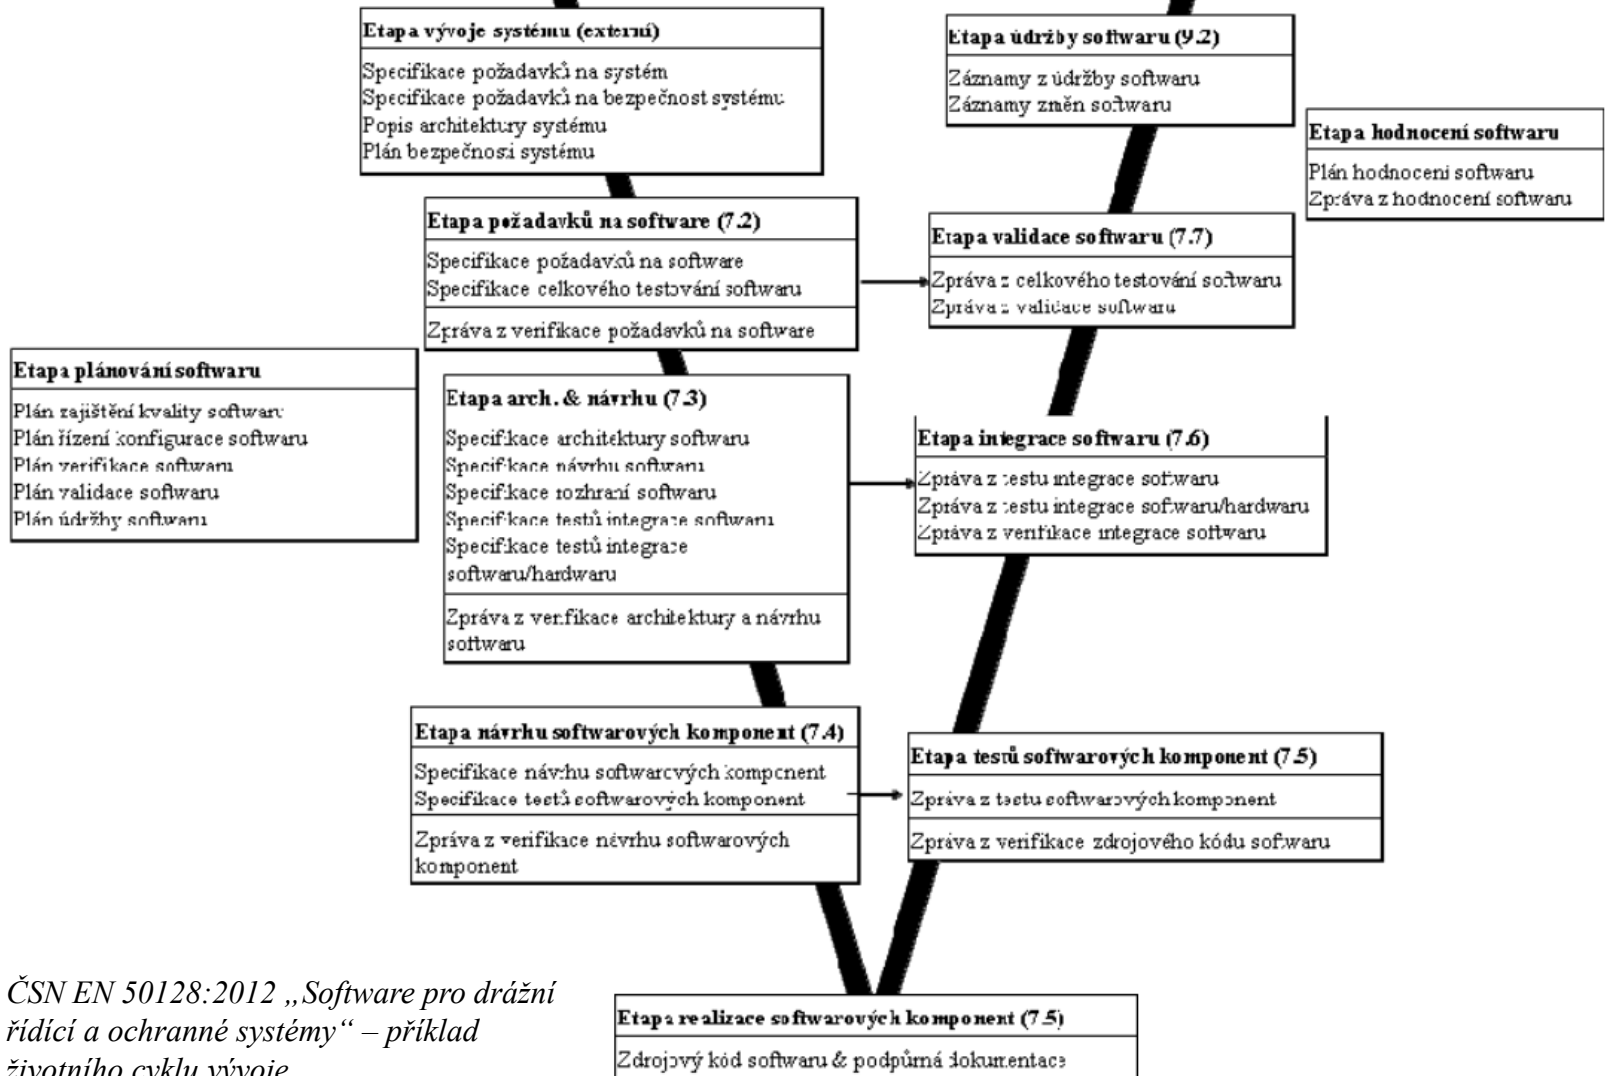 Etapa vývoje systému (externí)
Specifikace požadavků na systém
Specifikace požadavků na bezpečnost systému
Popis architektury systému
Plán bezpečnosti systému
Etapa údržby softwaru (9.2)
Záznamy z údržby softwaru
Záznamy změn softwaru
Etapa hodnocení softwaru
Plán hodnocení softwaru
Zpráva z hodnocení softwaru
Etapa požadavků na software (7.2)
Specifikace požadavků na software
Specifikace celkového testování softwaru
Zpráva z verifikace požadavků na software
Etapa validace softwaru (7.7)
Zpráva z celkového testování softwaru
Zpráva z validace softwaru
Etapa plánování softwaru
Plán zajištění kvality softwaru
Plán řízení konfigurace softwaru
Plán verifikace softwaru
Plán validace softwaru
Plán údržby softwaru
Etapa arch. & návrhu (7.3)
Specifikace architektury softwaru
Specifikace návrhu softwaru
Specifikace rozhraní softwaru
Specifikace testů integrace softwaru
Specifikace testů integrace
softwaru/hardwaru
Zpráva z verifikace architektury a návrhu
softwaru
Etapa integrace softwaru (7.6)
Zpráva z testu integrace softwaru
Zpráva z testu integrace softwaru/hardwaru
Zpráva z verifikace integrace softwaru
Etapa návrhu softwarových komponent (7.4)
Specifikace návrhu softwarových komponent
Specifikace testů softwarových komponent
Zpráva z verifikace návrhu softwarových
komponent
Etapa testů softwarových komponent (7.5)
Zpráva z testu softwarových komponent
Zpráva z verifikace zdrojového kódu softwaru
Etapa realizace softwarových komponent (7.5)
Zdrojový kód softwaru & podpůrná dokumentace
ČSN EN 50128:2012 „Software pro drážní
řídící a ochranné systémy“ – příklad
životního cyklu vývoje